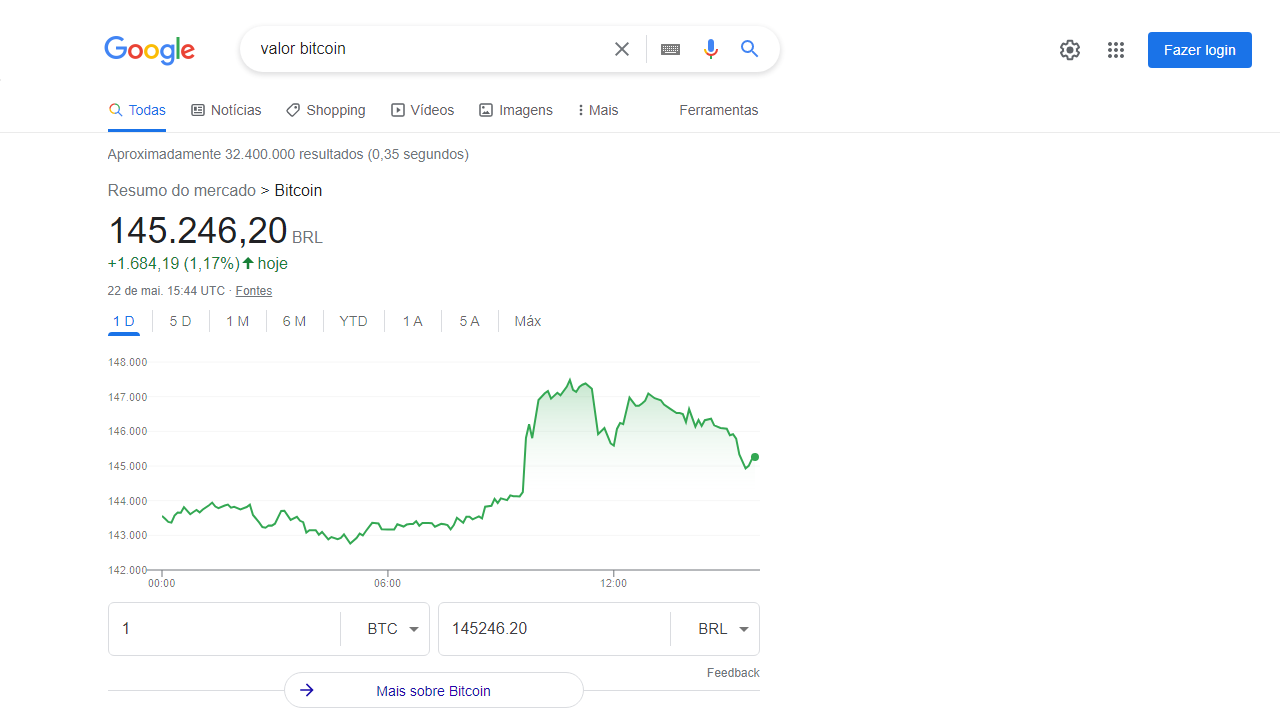 Google
valor bitcoin
Fazer login
Todas Notícias Shopping Vídeos Imagens Mais Ferramentas
Aproximadamente 32.400.000 resultados (0,35 segundos)
Resumo do mercado > Bitcoin
145.246,20 BRL
+1.684,19 (1,17%) hoje
22 de mai. 15:44 UTC · Fontes
1 D 5 D 1 M 6 M YTD 1 A 5 A Máx
148.000
147.000
146.000
145.000
144.000
143.000
142.000
00:00 06:00 12:00
1 BTC 145246.20 BRL
Feedback
Mais sobre Bitcoin